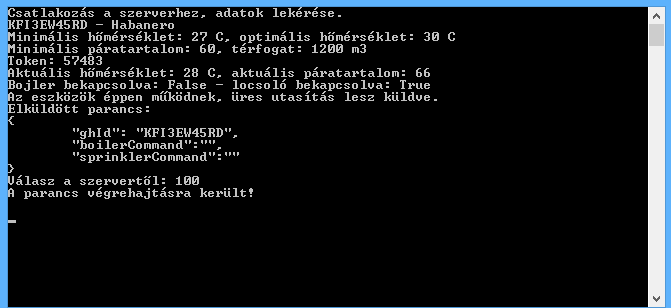 Csatlakozás a szerverhez, adatok lekérése.
KFI3EW45RD - Habanero
Minimális hőmérséklet: 27 C, optimális hőmérséklet: 30 C
Minimális páratartalom: 60, térfogat: 1200 m3
Token: 57483
Aktuális hőmérséklet: 28 C, aktuális páratartalom: 66
Bojler bekapcsolva: False - locsoló bekapcsolva: True
Az eszközök éppen működnek, üres utasítás lesz küldve.
Elküldött parancs:
{
"ghId": "KFI3EW45RD",
"boilerCommand":"",
"sprinklerCommand":""
}
Válasz a szervertől: 100
A parancs végrehajtásra került!